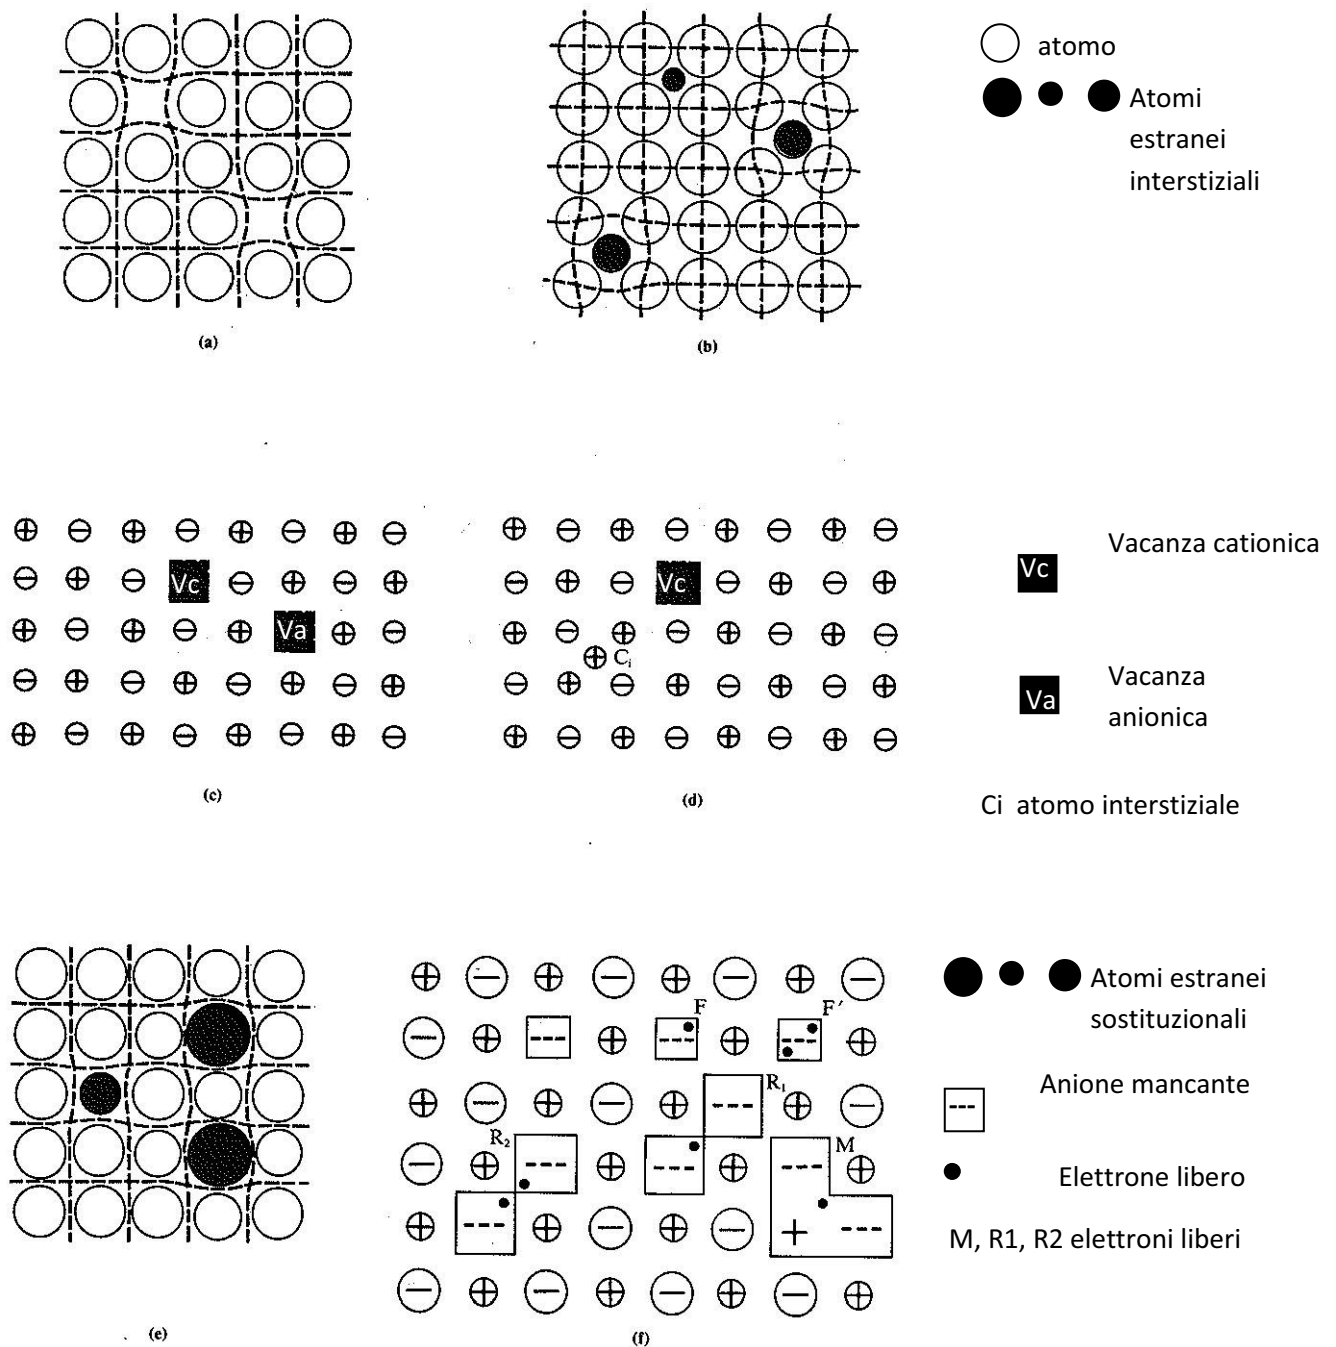 atomo
Atomi
estranei
interstiziali
(a)
(b)
Vc
Va
Vc
Ci
Vacanza cationica
Vc
Vacanza
anionica
Va
Ci atomo interstiziale
(c)
(d)
F
F′
R₁
R₂
M
Atomi estranei
sostituzionali
Anione mancante
Elettrone libero
M, R1, R2 elettroni liberi
(e)
(f)